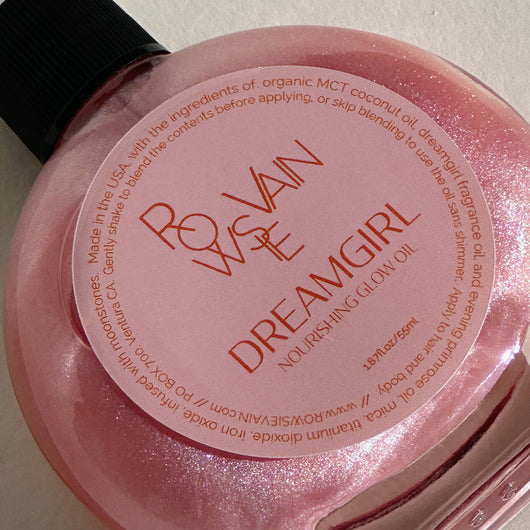 Made in the USA. with the ingredients of. organic MCT coconut oil, dreamgirl fragrance oil, and evening primrose oil, mica, titanium dioxide, iron oxide, infused with moonstones.
Gently shake to blend the contents before applying, or skip blending to use the oil sans shimmer. Apply to hair and body. // www.ROWSIEVAIN.com // PO BOX 700, Ventura CA.
ROWSIE VAIN
DREAMGIRL
NOURISHING GLOW OIL
1.87fl.oz/55ml